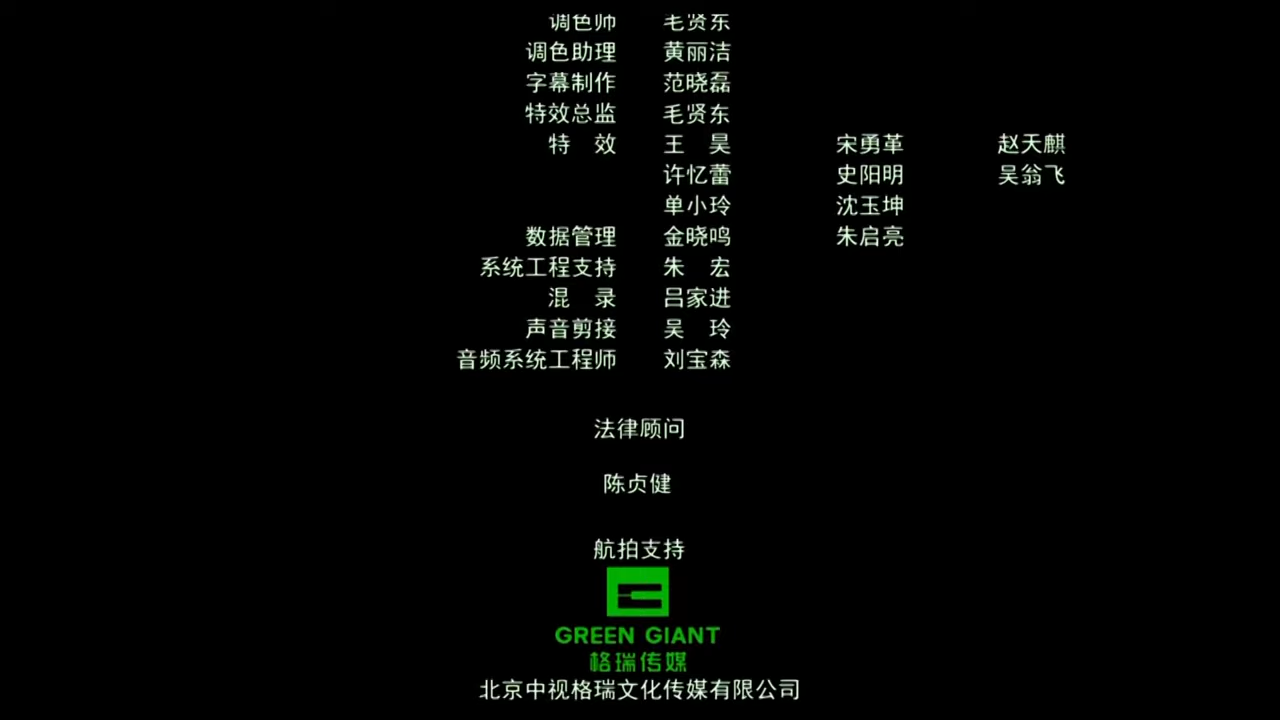 调色师 毛贤东
调色助理 黄丽洁
字幕制作 范晓磊
特效总监 毛贤东
特 效 王 昊 宋勇革 赵天麒
许忆蕾 史阳明 吴翁飞
单小玲 沈玉坤
数据管理 金晓鸣 朱启亮
系统工程支持 朱 宏
混 录 吕家进
声音剪接 吴 玲
音频系统工程师 刘宝森
法律顾问
陈贞健
航拍支持
GREEN GIANT
格瑞传媒
北京中视格瑞文化传媒有限公司